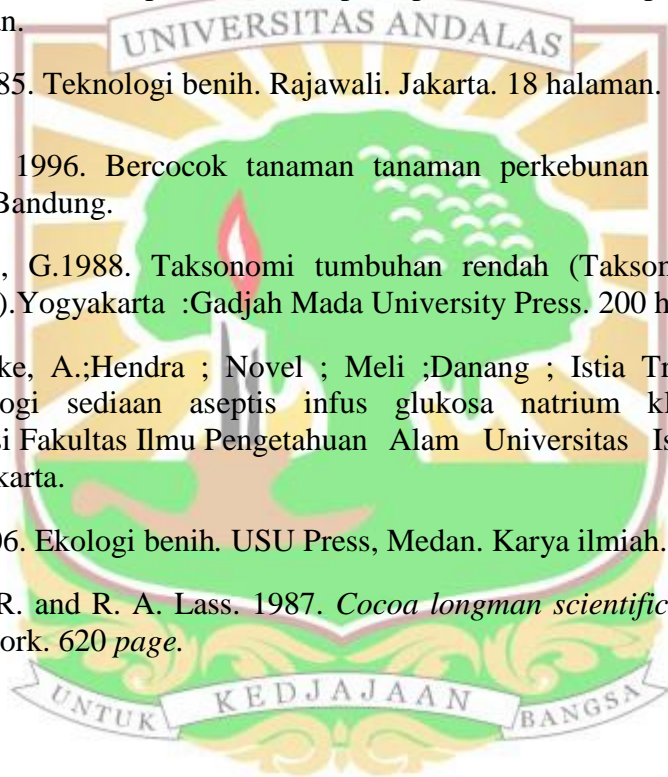 an.
UNIVERSITAS ANDALAS
85. Teknologi benih. Rajawali. Jakarta. 18 halaman.
1996. Bercocok tanaman tanaman perkebunan
Bandung.
, G.1988. Taksonomi tumbuhan rendah (Takson
).Yogyakarta :Gadjah Mada University Press. 200 h
ke, A.;Hendra ; Novel ; Meli ;Danang ; Istia Tr
ogi sediaan aseptis infus glukosa natrium kl
si Fakultas Ilmu Pengetahuan Alam Universitas Is
karta.
06. Ekologi benih. USU Press, Medan. Karya ilmiah.
R. and R. A. Lass. 1987. Cocoa longman scientific
ork. 620 page.
UNTUK KEDJAJAAN BANGSA